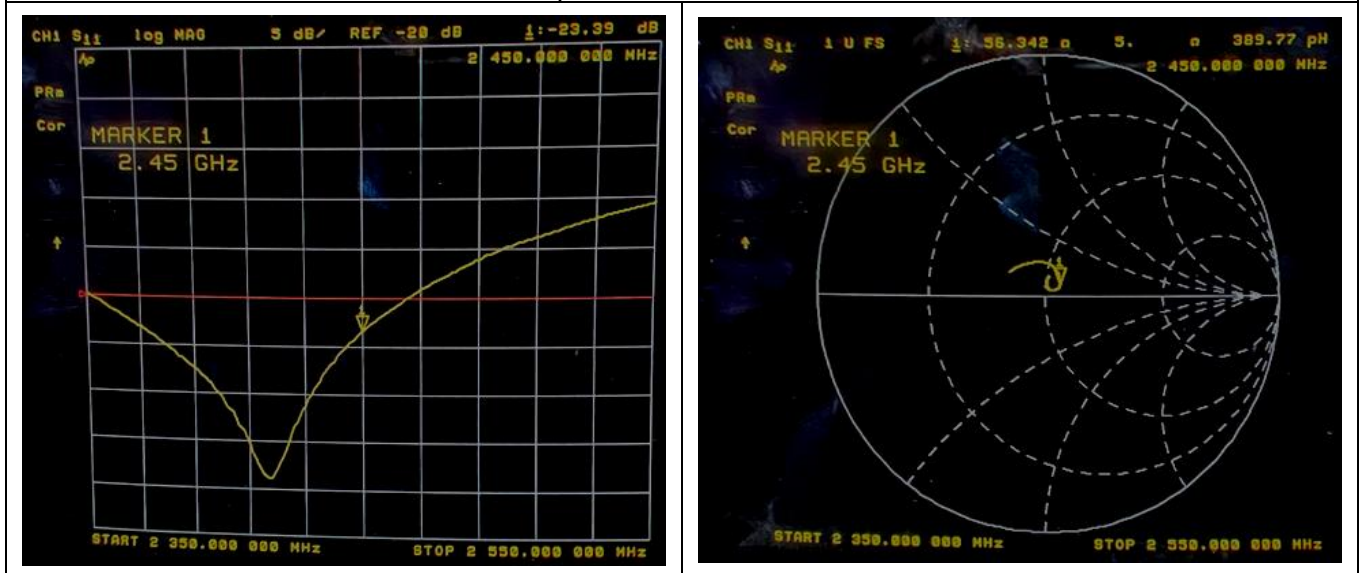 CH1 S11 log MAG 5 dB/ REF -20 dB 1:-23.39 dB
2 450.000 000 MHz
PRm
Cor
MARKER 1
2.45 GHz
START 2 350.000 000 MHz STOP 2 550.000 000 MHz
CH1 S11 1 U FS 1: 56.342 Ω 5. Ω 389.77 pH
2 450.000 000 MHz
PRm
Cor
MARKER 1
2.45 GHz
START 2 350.000 000 MHz STOP 2 550.000 000 MHz